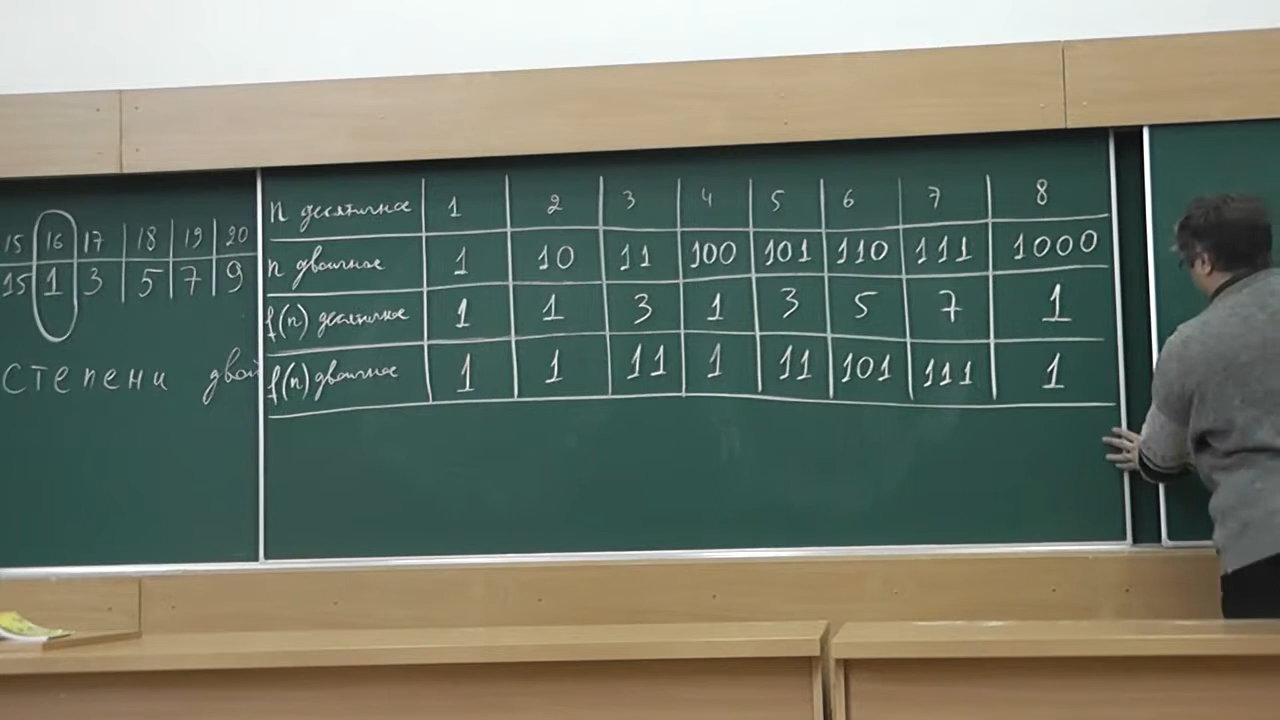 15 16 17 18 19 20
15 1 3 5 7 9
степени двой
n десятичное 1 2 3 4 5 6 7 8
n двоичное 1 10 11 100 101 110 111 1000
f(n) десятичное 1 1 3 1 3 5 7 1
f(n) двоичное 1 1 11 1 11 101 111 1